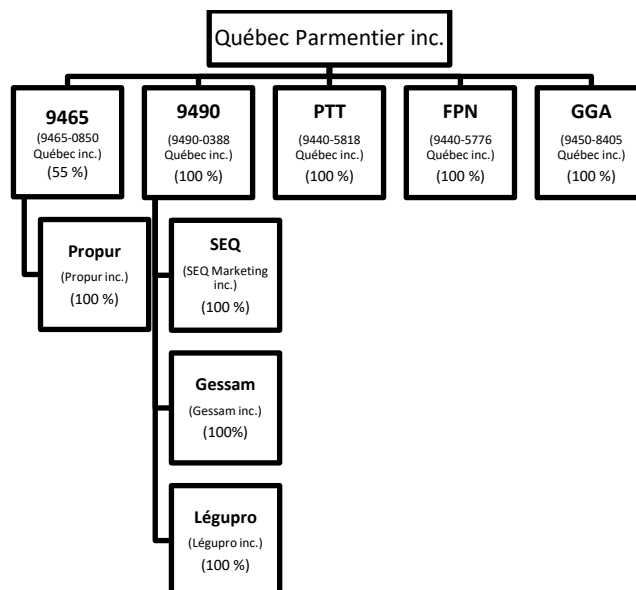 Québec Parmentier inc.
9465
(9465-0850
Québec inc.)
(55 %)
9490
(9490-0388
Québec inc.)
(100 %)
PTT
(9440-5818
Québec inc.)
(100 %)
FPN
(9440-5776
Québec inc.)
(100 %)
GGA
(9450-8405
Québec inc.)
(100 %)
Propur
(Propur inc.)
(100 %)
SEQ
(SEQ Marketing
inc.)
(100 %)
Gessam
(Gessam inc.)
(100%)
Légupro
(Légupro inc.)
(100 %)